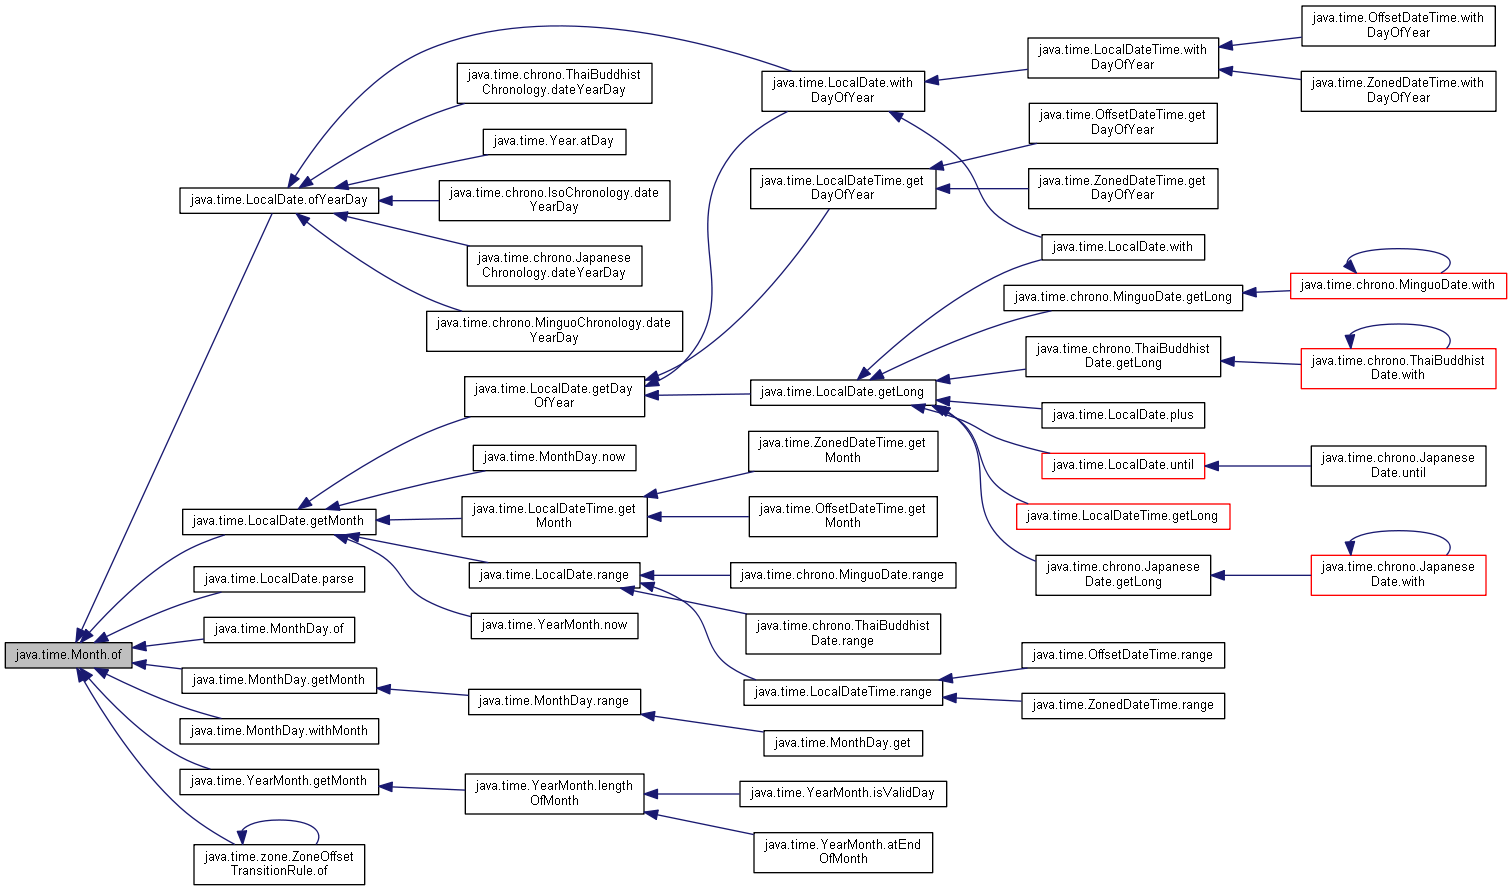 java.time.Month.of
java.time.LocalDate.ofYearDay
java.time.LocalDate.getMonth
java.time.LocalDate.parse
java.time.MonthDay.of
java.time.MonthDay.getMonth
java.time.MonthDay.withMonth
java.time.YearMonth.getMonth
java.time.zone.ZoneOffset
TransitionRule.of
java.time.chrono.ThaiBuddhist
Chronology.dateYearDay
java.time.Year.atDay
java.time.chrono.IsoChronology.date
YearDay
java.time.chrono.Japanese
Chronology.dateYearDay
java.time.chrono.MinguoChronology.date
YearDay
java.time.LocalDate.getDay
OfYear
java.time.MonthDay.now
java.time.LocalDateTime.get
Month
java.time.LocalDate.range
java.time.YearMonth.now
java.time.MonthDay.range
java.time.YearMonth.length
OfMonth
java.time.LocalDate.with
DayOfYear
java.time.LocalDateTime.get
DayOfYear
java.time.LocalDate.getLong
java.time.ZonedDateTime.get
Month
java.time.OffsetDateTime.get
Month
java.time.chrono.MinguoDate.range
java.time.chrono.ThaiBuddhist
Date.range
java.time.LocalDateTime.range
java.time.MonthDay.get
java.time.YearMonth.isValidDay
java.time.YearMonth.atEnd
OfMonth
java.time.LocalDateTime.with
DayOfYear
java.time.OffsetDateTime.get
DayOfYear
java.time.ZonedDateTime.get
DayOfYear
java.time.LocalDate.with
java.time.chrono.MinguoDate.getLong
java.time.chrono.ThaiBuddhist
Date.getLong
java.time.LocalDate.plus
java.time.LocalDate.until
java.time.LocalDateTime.getLong
java.time.chrono.Japanese
Date.getLong
java.time.OffsetDateTime.range
java.time.ZonedDateTime.range
java.time.OffsetDateTime.with
DayOfYear
java.time.ZonedDateTime.with
DayOfYear
java.time.chrono.MinguoDate.with
java.time.chrono.ThaiBuddhist
Date.with
java.time.chrono.Japanese
Date.until
java.time.chrono.Japanese
Date.with